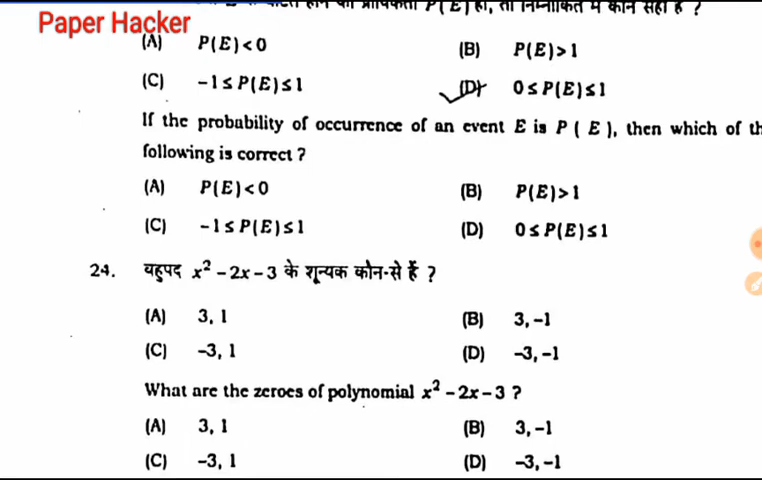 Paper Hacker
(A) P(E)<0 (B) P(E)>1
(C) -1≤P(E)≤1 (D) 0≤P(E)≤1
If the probability of occurrence of an event E is P ( E ), then which of
following is correct ?
(A) P(E)<0 (B) P(E)>1
(C) -1≤P(E)≤1 (D) 0≤P(E)≤1
24. बहुपद x² - 2x - 3 के शून्यक कौन-से हैं ?
(A) 3, 1 (B) 3, -1
(C) -3, 1 (D) -3, -1
What are the zeroes of polynomial x² - 2x - 3 ?
(A) 3, 1 (B) 3, -1
(C) -3, 1 (D) -3, -1